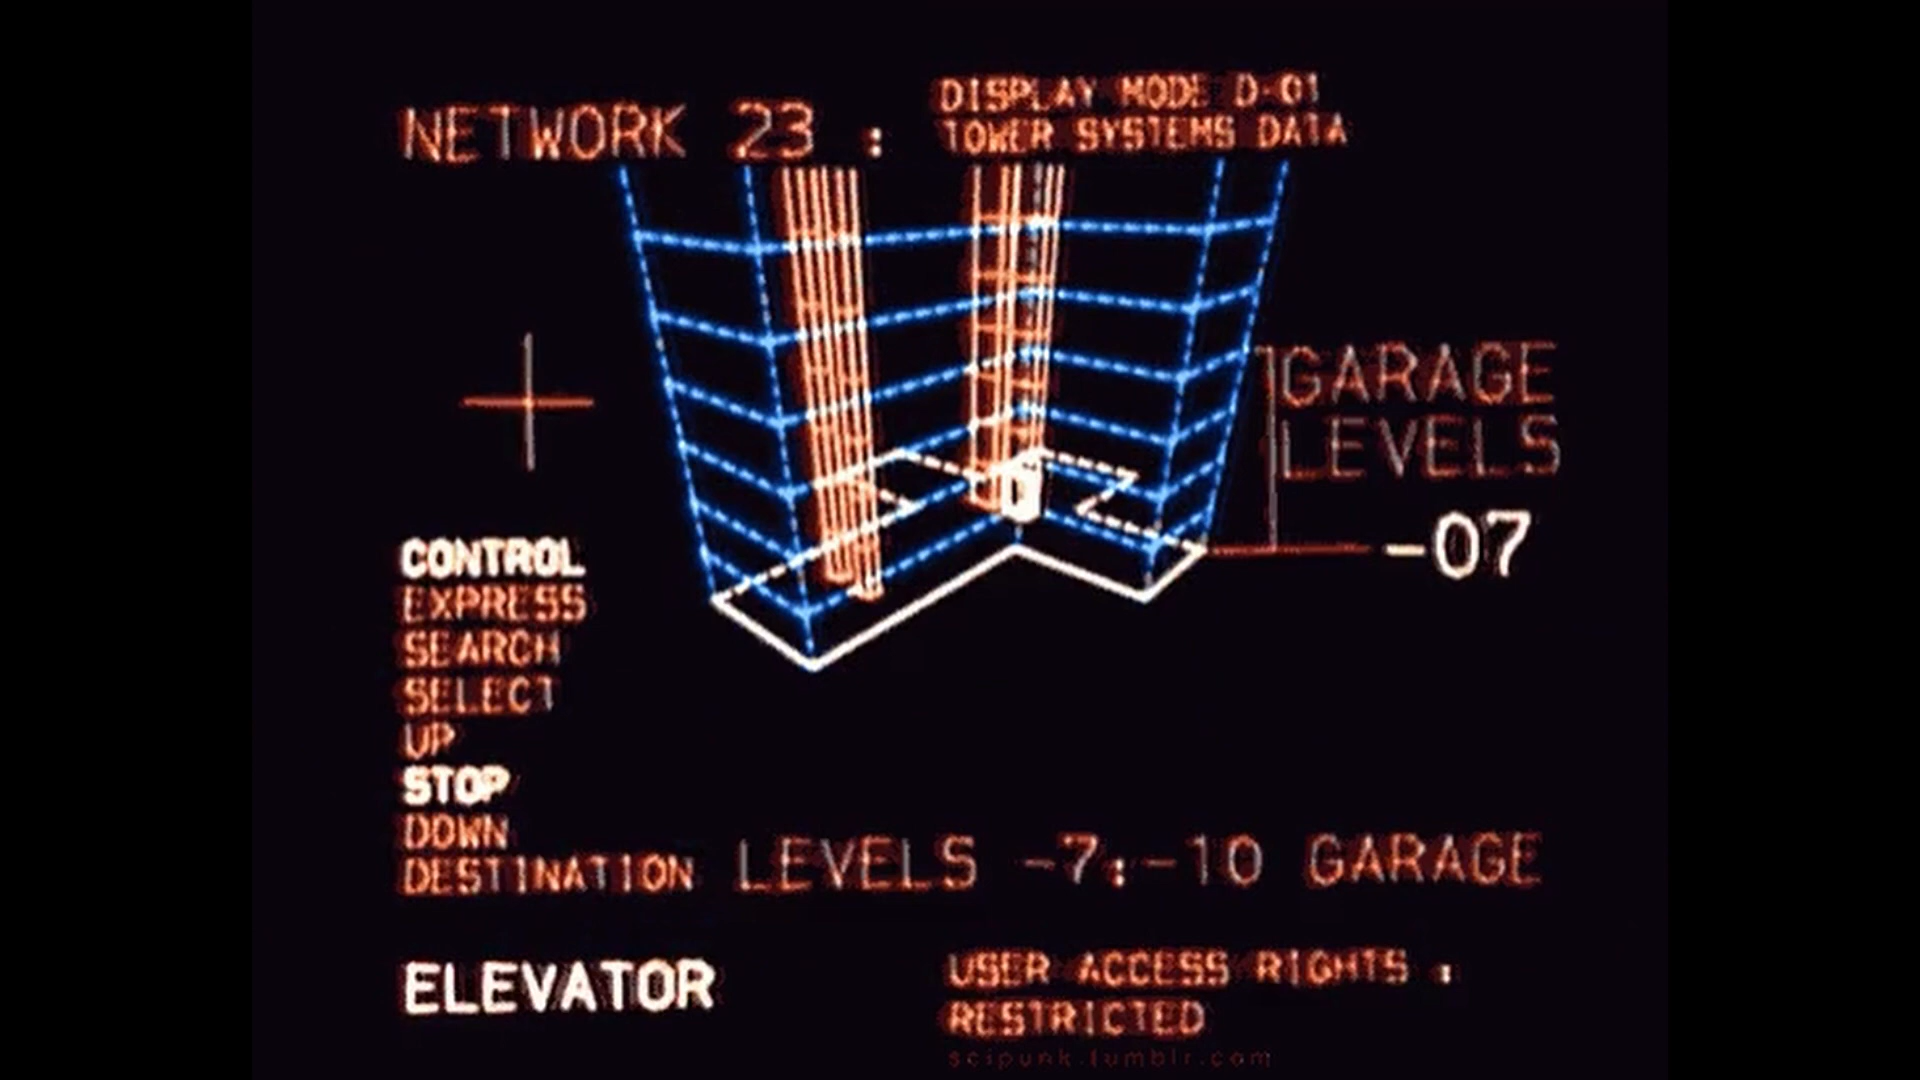 NETWORK 23 :
DISPLAY MODE D-01
TOWER SYSTEMS DATA
GARAGE
LEVELS
-07
CONTROL
EXPRESS
SEARCH
SELECT
UP
STOP
DOWN
DESTINATION
LEVELS -7:-10 GARAGE
ELEVATOR
USER ACCESS RIGHTS :
RESTRICTED
scipunk.tumblr.com